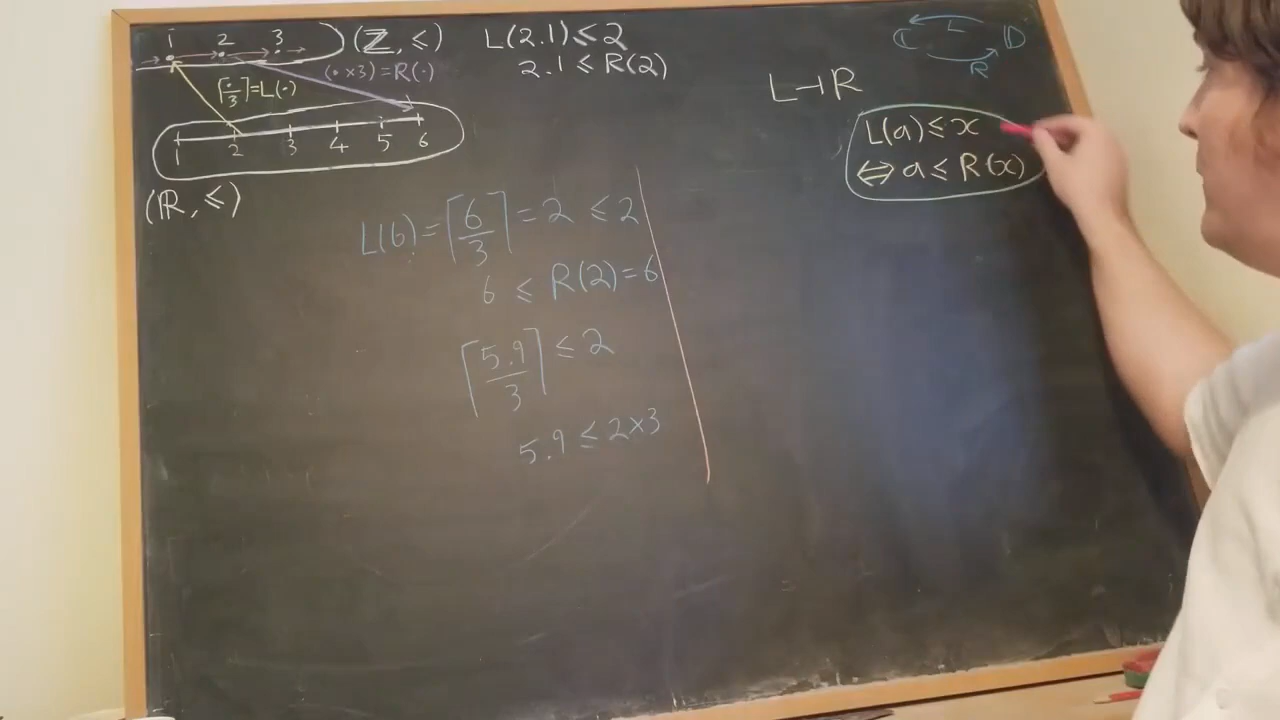 1 2 3
(ℤ, ≤)
(· × 3) = R(·)
⌈·/3⌉ = L(·)
1 2 3 4 5 6
(ℝ, ≤)
L(2.1) ≤ 2
2.1 ≤ R(2)
L(6) = ⌈6/3⌉ = 2 ≤ 2
6 ≤ R(2) = 6
⌈5.9/3⌉ ≤ 2
5.9 ≤ 2×3
L
ℂ 𝔻
R
L ⊣ R
L(a) ≤ x
⇔ a ≤ R(x)